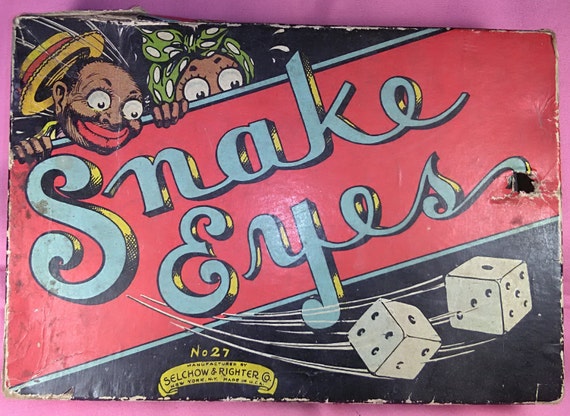 Snake
Eyes
No 27
MANUFACTURED BY
SELCHOW & RIGHTER Co.
NEW YORK, N.Y. MADE IN U.S.A.